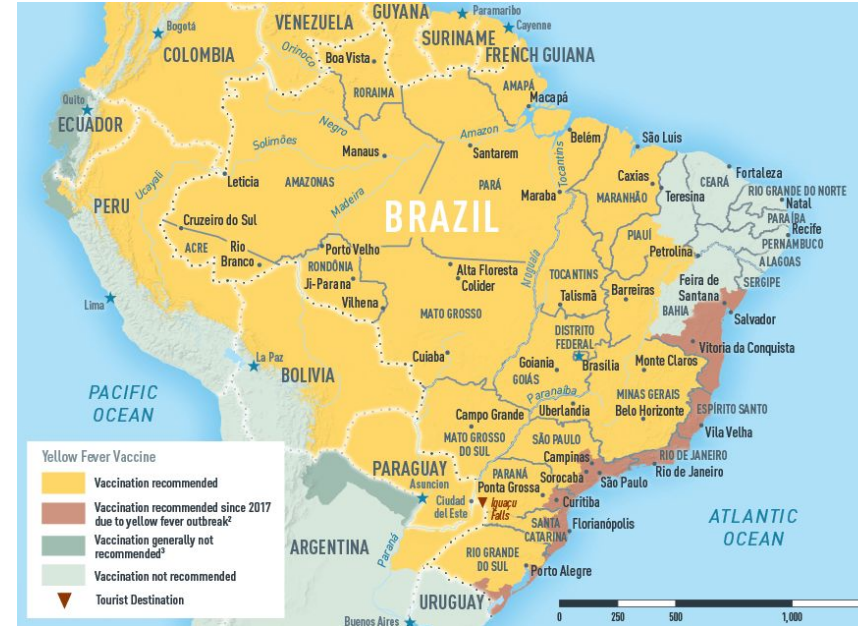 GUYANA
Paramaribo
VENEZUELA
Cayenne
Bogotá
SURINAME
COLOMBIA
Orinoco
Boa Vista
FRENCH GUIANA
RORAIMA
AMAPÁ
Macapá
Quito
ECUADOR
Negro
Amazon
Belém
São Luis
Solimões
Manaus
Santarem
Tocantins
Fortaleza
Caxias
CEARÁ
Leticia
AMAZONAS
PARÁ
Maraba
MARANHÃO
Teresina
RIO GRANDE DO NORTE
Natal
Ucayali
Madeira
PERU
BRAZIL
PARAÍBA
Recife
Cruzeiro do Sul
PIAUÍ
PERNAMBUCO
ACRE
Rio
Branco
Porto Velho
Petrolina
ALAGOAS
RONDÔNIA
Alta Floresta
Colider
Araguaia
TOCANTINS
SERGIPE
Ji-Parana
Barreiras
Feira de
Santana
Lima
Vilhena
Talismã
BAHIA
MATO GROSSO
Salvador
DISTRITO
FEDERAL
Vitoria da Conquista
La Paz
Cuiaba
Goiania
Brasilia
Monte Claros
BOLIVIA
GOIÁS
PACIFIC
OCEAN
Paranaíba
MINAS GERAIS
Campo Grande
Uberlandia
Belo Horizonte
ESPÍRITO SANTO
MATO GROSSO
DO SUL
SÃO PAULO
Vila Velha
Campinas
RIO DE JANEIRO
PARAGUAY
PARANÁ
Sorocaba
São Paulo
Rio de Janeiro
Asuncion
Ponta Grossa
Ciudad
del Este
Iguaçu
Falls
Curitiba
ATLANTIC
OCEAN
SANTA
CATARINA
Florianópolis
ARGENTINA
Paraná
RIO GRANDE
DO SUL
Porto Alegre
URUGUAY
Buenos Aires
Yellow Fever Vaccine
Vaccination recommended
Vaccination recommended since 2017
due to yellow fever outbreak²
Vaccination generally not
recommended³
Vaccination not recommended
Tourist Destination
0 250 500 1,000